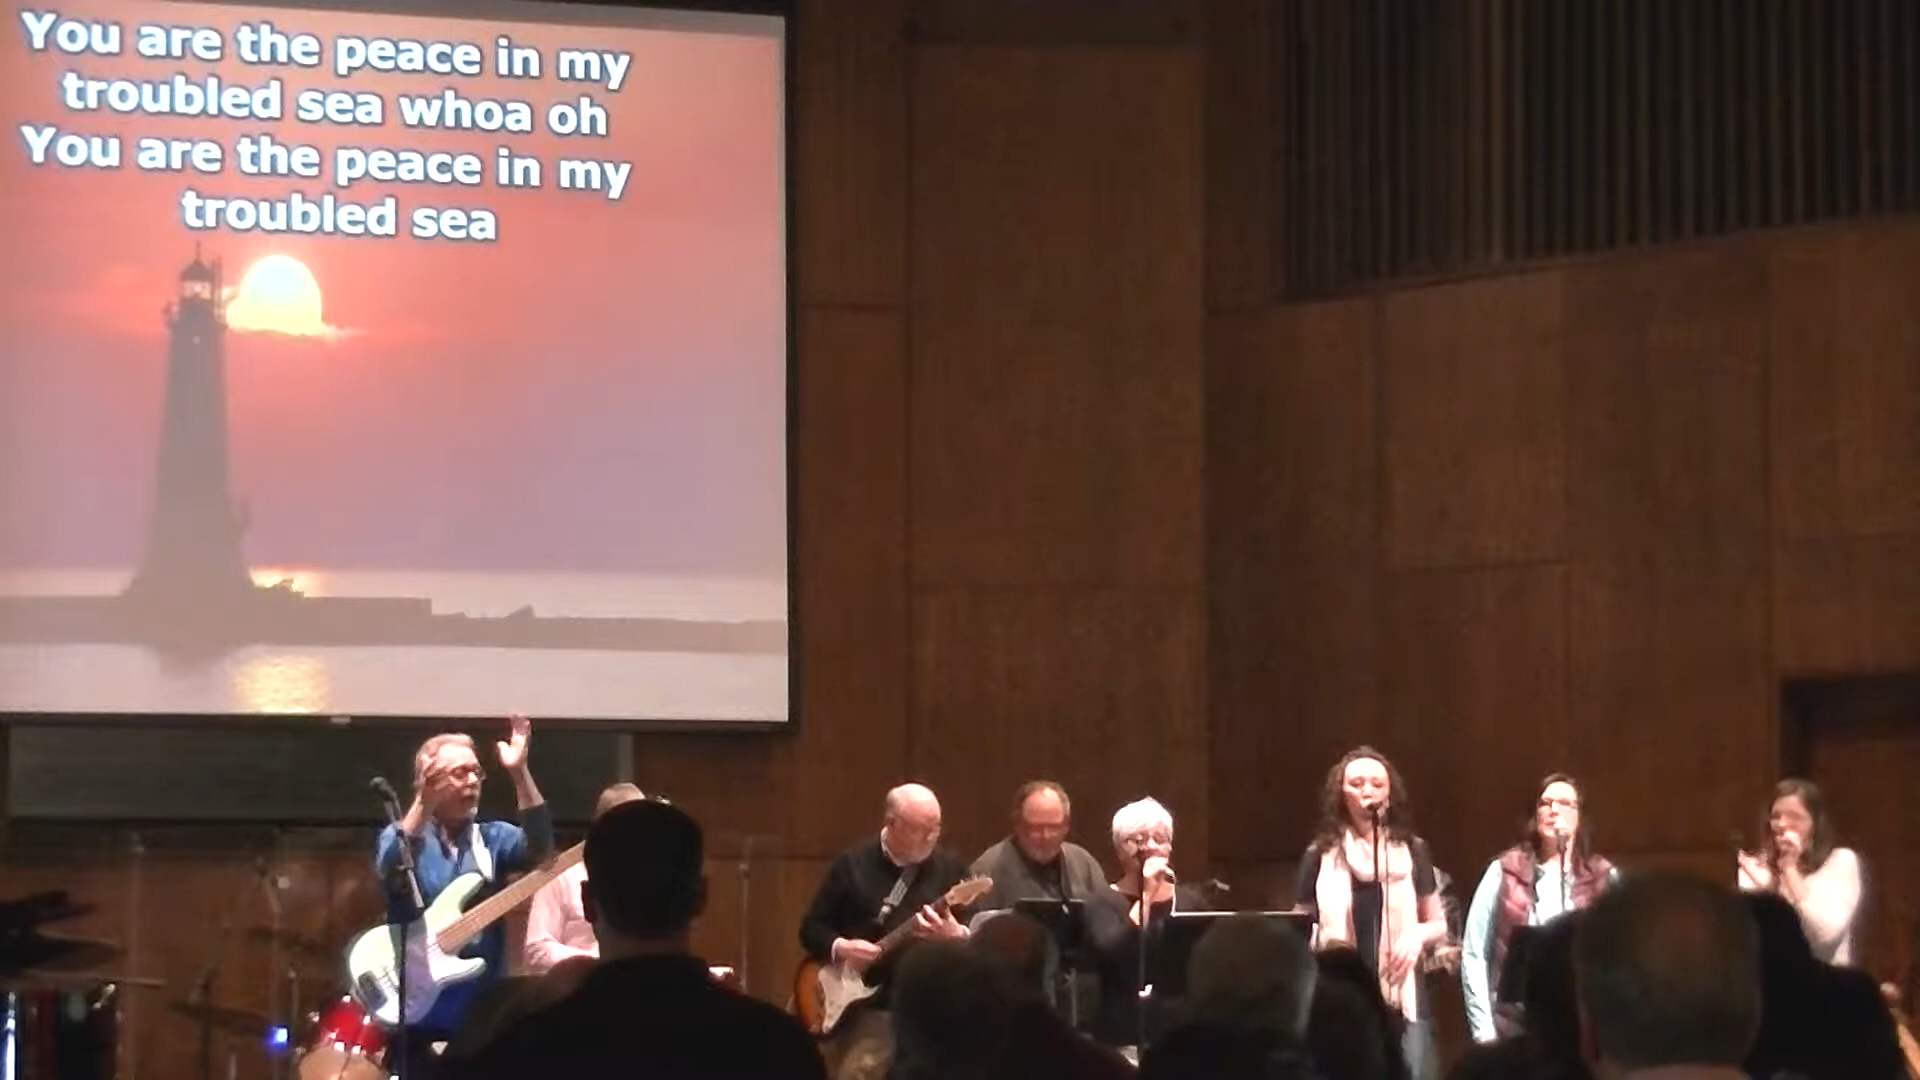 You are the peace in my
troubled sea whoa oh
You are the peace in my
troubled sea